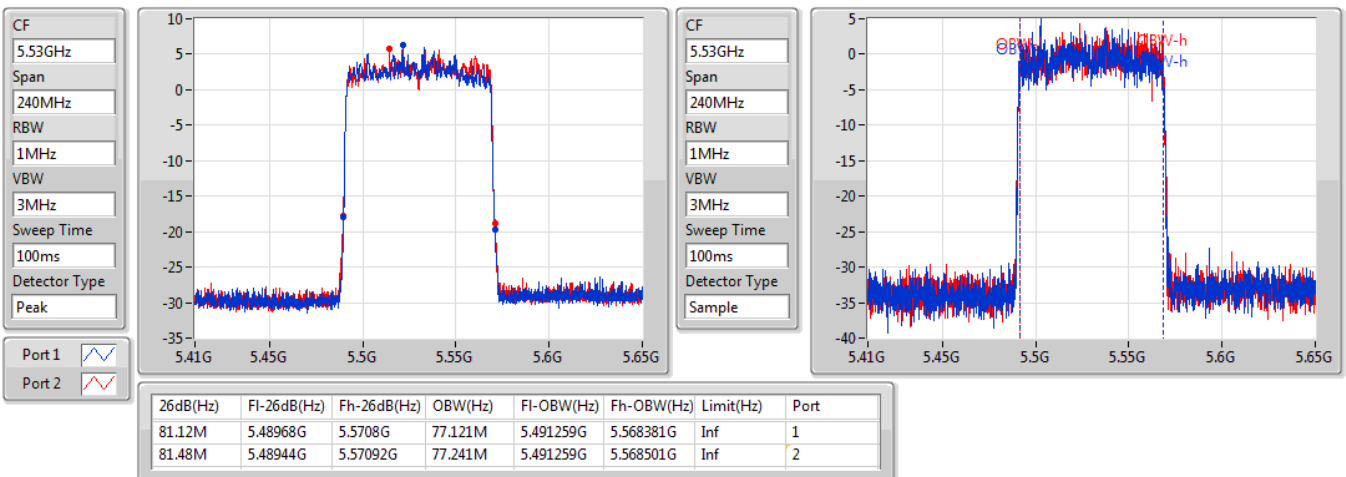 CF
5.53GHz
Span
240MHz
RBW
1MHz
VBW
3MHz
Sweep Time
100ms
Detector Type
Peak
Port 1
Port 2
10
5
0
-5
-10
-15
-20
-25
-30
-35
5.41G 5.45G 5.5G 5.55G 5.6G 5.65G
CF
5.53GHz
Span
240MHz
RBW
1MHz
VBW
3MHz
Sweep Time
100ms
Detector Type
Sample
5
0
-5
-10
-15
-20
-25
-30
-35
-40
5.41G 5.45G 5.5G 5.55G 5.6G 5.65G
26dB(Hz) Fl-26dB(Hz) Fh-26dB(Hz) OBW(Hz) Fl-OBW(Hz) Fh-OBW(Hz) Limit(Hz) Port
81.12M 5.48968G 5.5708G 77.121M 5.491259G 5.568381G Inf 1
81.48M 5.48944G 5.57092G 77.241M 5.491259G 5.568501G Inf 2